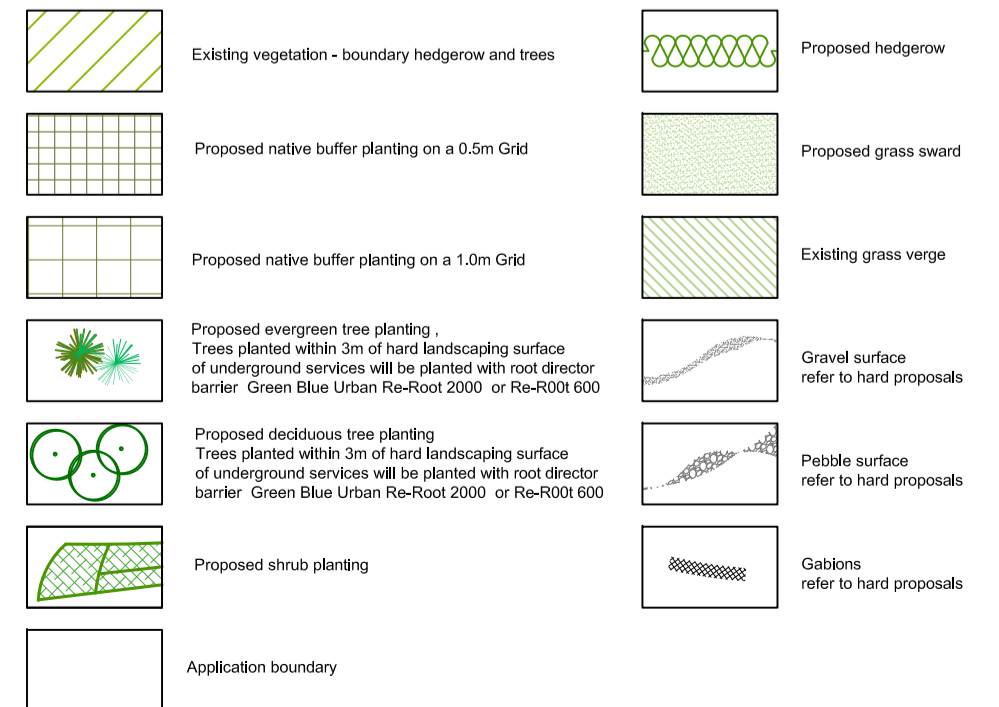 Existing vegetation - boundary hedgerow and trees
Proposed native buffer planting on a 0.5m Grid
Proposed native buffer planting on a 1.0m Grid
Proposed evergreen tree planting ,
Trees planted within 3m of hard landscaping surface
of underground services will be planted with root director
barrier Green Blue Urban Re-Root 2000 or Re-R00t 600
Proposed deciduous tree planting
Trees planted within 3m of hard landscaping surface
of underground services will be planted with root director
barrier Green Blue Urban Re-Root 2000 or Re-R00t 600
Proposed shrub planting
Application boundary
Proposed hedgerow
Proposed grass sward
Existing grass verge
Gravel surface
refer to hard proposals
Pebble surface
refer to hard proposals
Gabions
refer to hard proposals